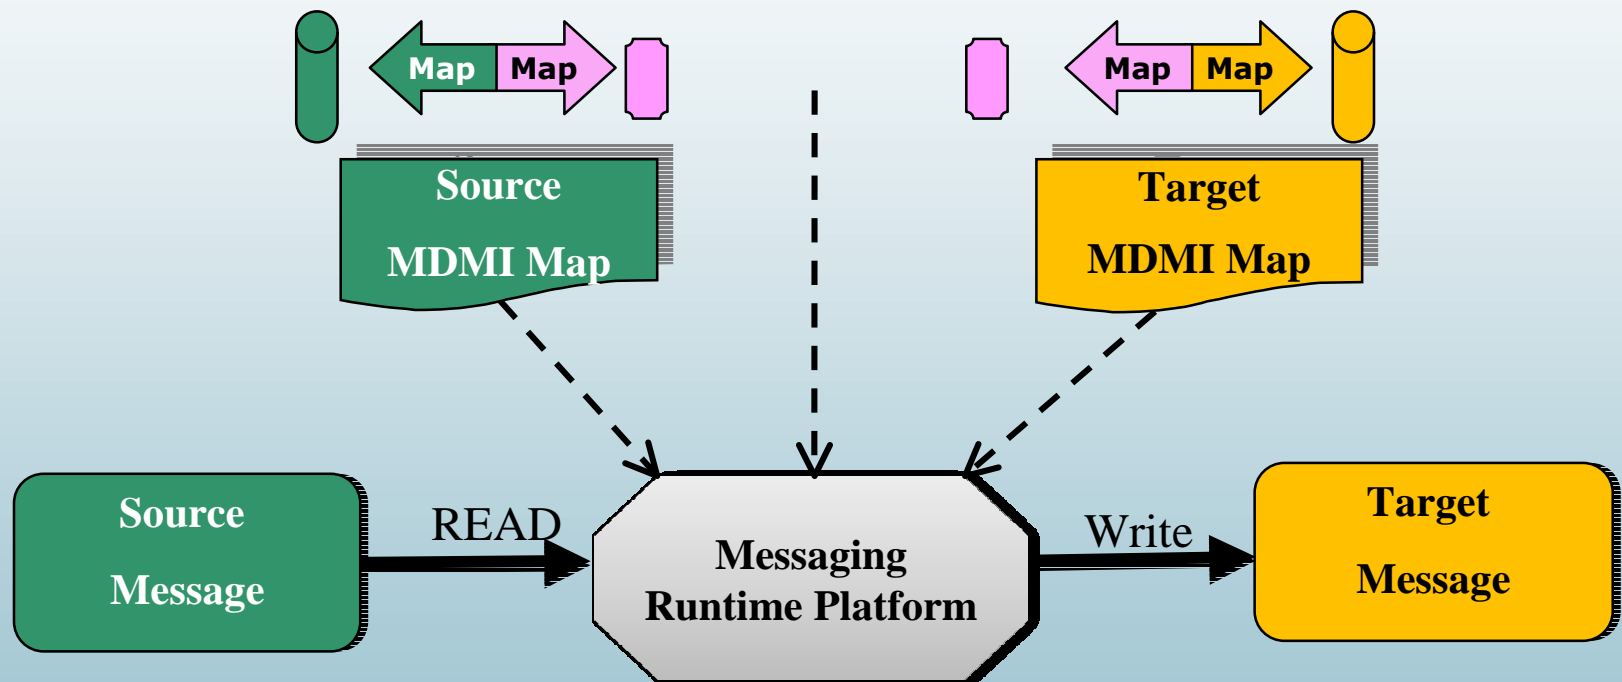 Map Map
Map Map
Source
MDMI Map
Target
MDMI Map
Source
Message
READ
Messaging
Runtime Platform
Write
Target
Message